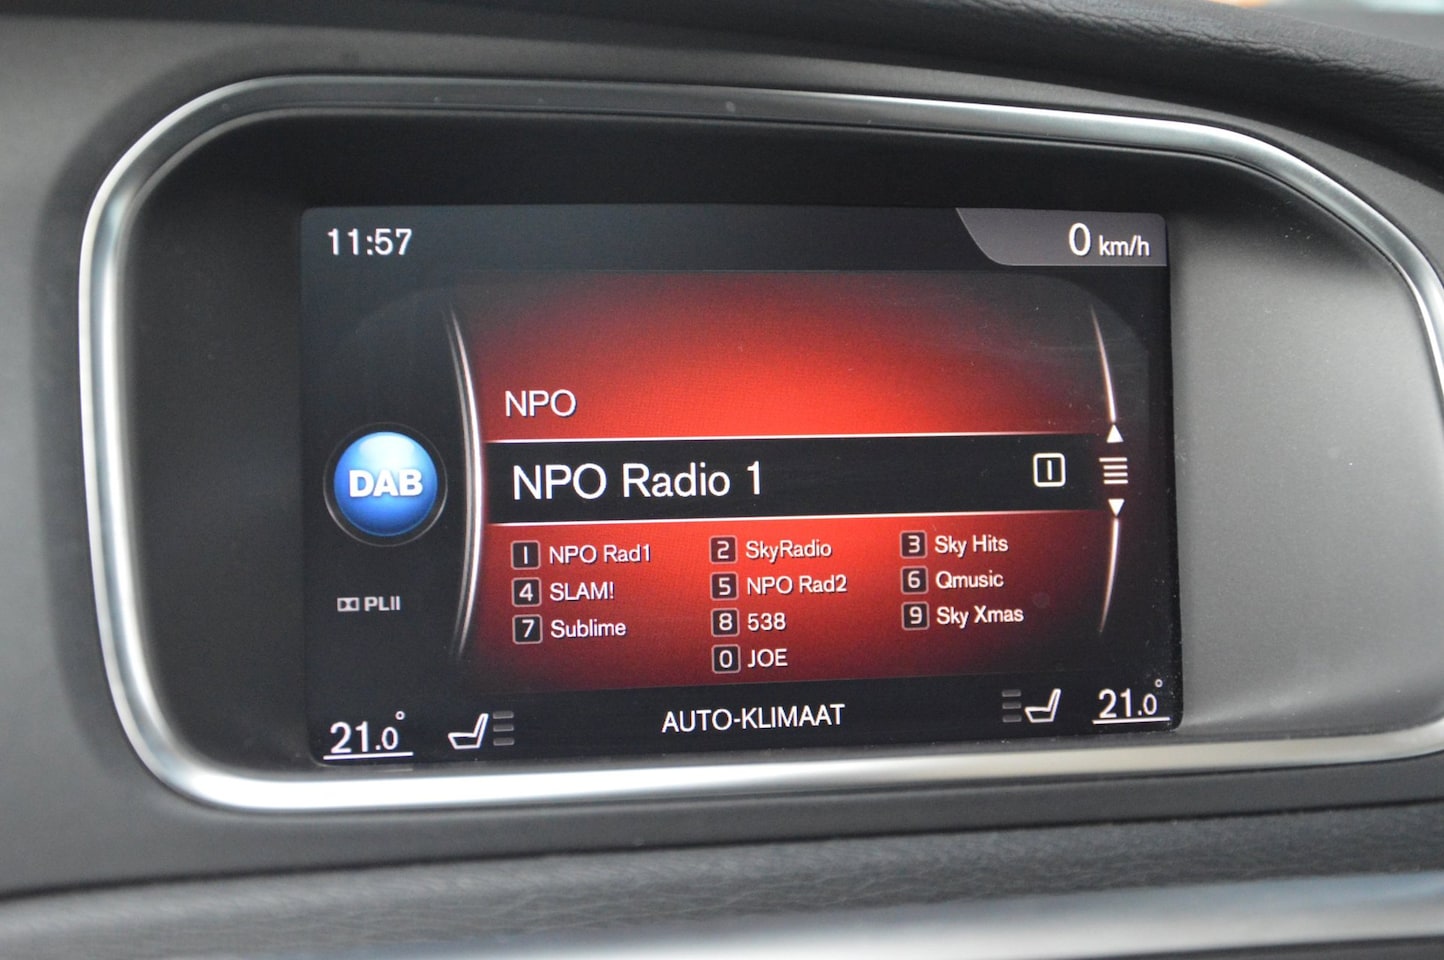 11:57
0 km/h
NPO
NPO Radio 1
1
DAB
1 NPO Rad1 2 SkyRadio 3 Sky Hits
4 SLAM! 5 NPO Rad2 6 Qmusic
7 Sublime 8 538 9 Sky Xmas
0 JOE
PLII
21.0° AUTO-KLIMAAT 21.0°